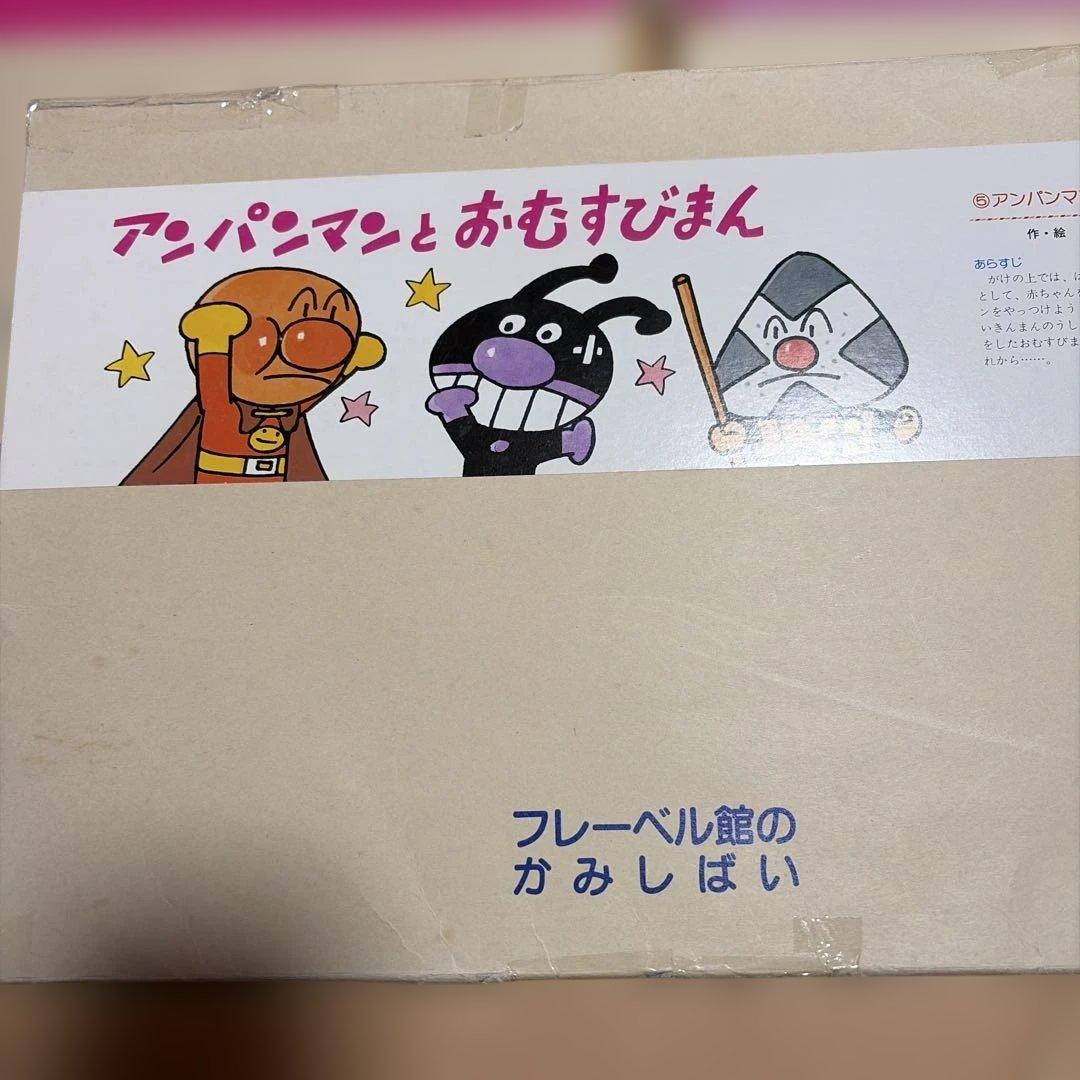 アンパンマンとおむすびまん
⑤アンパンマ
作・絵
あらすじ
がけの上では、ば
として、赤ちゃんを
ンをやっつけよう
いきんまんのうし
をしたおむすびま
れから……。
フレーベル館の
かみしばい